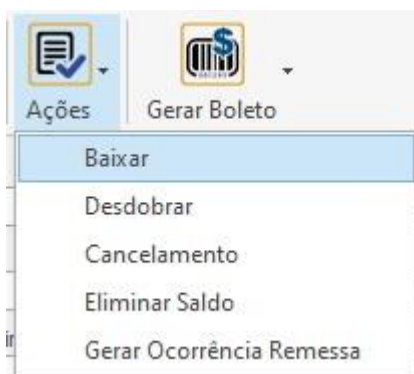 Ações
Gerar Boleto
Baixar
Desdobrar
Cancelamento
Eliminar Saldo
Gerar Ocorrência Remessa